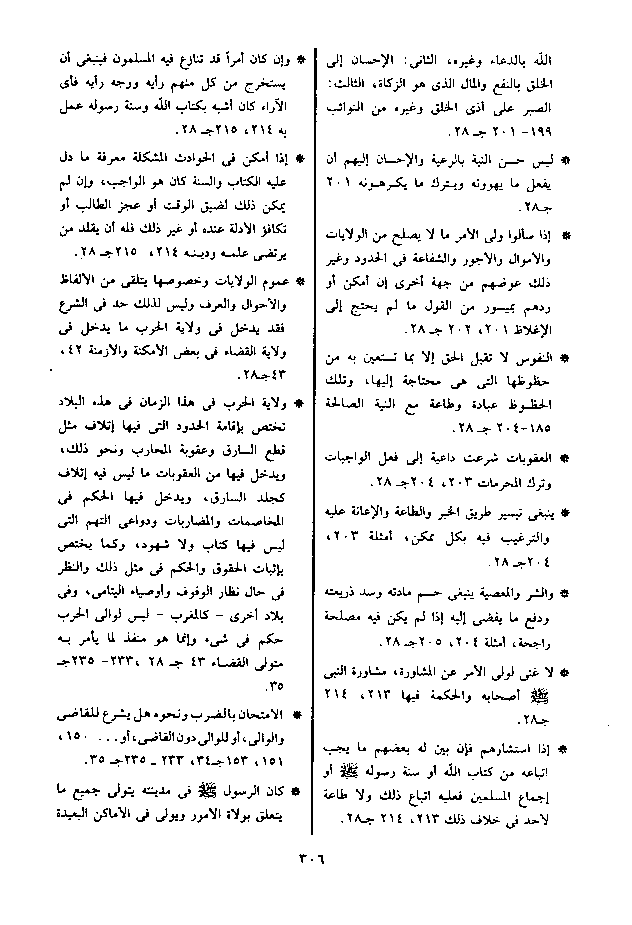 الله بالدعاء وغيره، الثانى: الإحسان إلى
الخلق بالنفع والمال الذى هو الزكاة، الثالث:
الصبر على أذى الخلق وغيره من النوائب
١٩٩- ٢٠١ جـ ٢٨.
* ليس حسن النية بالرعية والإحسان إليهم أن
يفعل ما يهوونه ويترك ما يكرهونه ٢٠١
جـ٢٨.
* إذا سألوا ولى الأمر ما لا يصلح من الولايات
والأموال والأجور والشفاعة فى الحدود وغير
ذلك عوضهم من جهة أخرى إن أمكن أو
ردهم بميسور من القول ما لم يحتج إلى
الإغلاظ ٢٠١، ٢٠٢ جـ ٢٨.
* النفوس لا تقبل الحق إلا بما تستعين به من
حظوظها التى هى محتاجة إليها، وتلك
الحظوظ عبادة وطاعة مع النية الصالحة
١٨٥-٢٠٤ جـ ٢٨.
* العقوبات شرعت داعية إلى فعل الواجبات
وترك المحرمات ٢٠٣، ٢٠٤جـ ٢٨.
* ينبغى تيسير طريق الخير والطاعة والإعانة عليه
والترغيب فيه بكل ممكن، أمثلة ٢٠٣،
٢٠٤جـ ٢٨.
* والشر والمعصية ينبغى حسم مادته وسد ذريعته
ودفع ما يفضى إليه إذا لم يكن فيه مصلحة
راجحة، أمثلة ٢٠٤، ٢٠٥ جـ ٢٨.
* لا غنى لولى الأمر عن المشاورة، مشاورة النبى
ﷺ أصحابه والحكمة فيها ٢١٣، ٢١٤
جـ٢٨.
* إذا استشارهم فإن بين له بعضهم ما يجب
اتباعه من كتاب الله أو سنة رسوله ﷺ أو
إجماع المسلمين فعليه اتباع ذلك ولا طاعة
لأحد فى خلاف ذلك ٢١٣، ٢١٤ جـ٢٨.
* وإن كان أمراً قد تنازع فيه المسلمون فينبغى أن
يستخرج من كل منهم رأيه ووجه رأيه فأى
الآراء كان أشبه بكتاب الله وسنة رسوله عمل
به ٢١٤، ٢١٥جـ ٢٨.
* إذا أمكن فى الحوادث المشكلة معرفة ما دل
عليه الكتاب والسنة كان هو الواجب، وإن لم
يمكن ذلك لضيق الوقت أو عجز الطالب أو
تكافؤ الأدلة عنده أو غير ذلك فله أن يقلد من
يرتضى علمه ودينه ٢١٤، ٢١٥ جـ ٢٨.
* عموم الولايات وخصوصها يتلقى من الألفاظ
والأحوال والعرف وليس لذلك حد فى الشرع
فقد يدخل فى ولاية الحرب ما يدخل فى
ولاية القضاء فى بعض الأمكنة والأزمنة ٤٢،
٤٣جـ٢٨.
* ولاية الحرب فى هذا الزمان فى هذه البلاد
تختص بإقامة الحدود التى فيها إتلاف مثل
قطع السارق وعقوبة المحارب ونحو ذلك،
ويدخل فيها من العقوبات ما ليس فيه إتلاف
كجلد السارق، ويدخل فيها الحكم فى
المخاصمات والمضاربات ودواعى التهم التى
ليس فيها كتاب ولا شهود، وكما يختص
بإثبات الحقوق والحكم فى مثل ذلك والنظر
فى حال نظار الوقوف وأوصياء اليتامى، وفى
بلاد أخرى - كالمغرب - ليس لوالى الحرب
حكم فى شىء وإنما هو منفذ لما يأمر به
متولى القضاء ٤٣ جـ ٢٨ ،٢٣٣- ٢٣٥جـ
٣٥.
* الامتحان بالضرب ونحوه هل يشرع للقاضى
والوالى، أو للوالى دون القاضى، أو... ١٥٠،
١٥١، ١٥٣جـ٣٤، ٢٣٣ - ٢٣٥جـ ٣٥.
* كان الرسول ﷺ فى مدينته يتولى جميع ما
يتعلق بولاة الأمور ويولى فى الأماكن البعيدة
٣٠٦